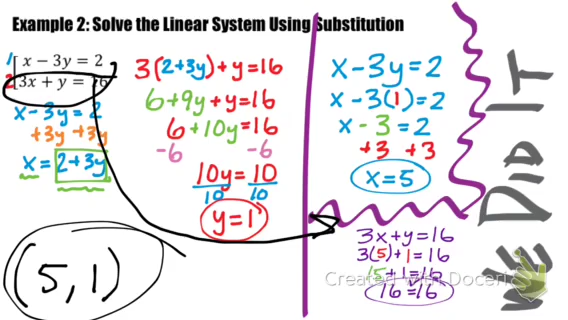 Example 2: Solve the Linear System Using Substitution
1 x − 3y = 2
2 3x + y = 16
x - 3y = 2
+3y +3y
x = 2 + 3y
(5, 1)
3(2+3y) + y = 16
6 + 9y + y = 16
6 + 10y = 16
-6 -6
10y = 10
10 10
y = 1
x - 3y = 2
x - 3(1) = 2
x - 3 = 2
+3 +3
x = 5
3x + y = 16
3(5) + 1 = 16
15 + 1 = 16
16 = 16
WE DID IT
Created with Doceri